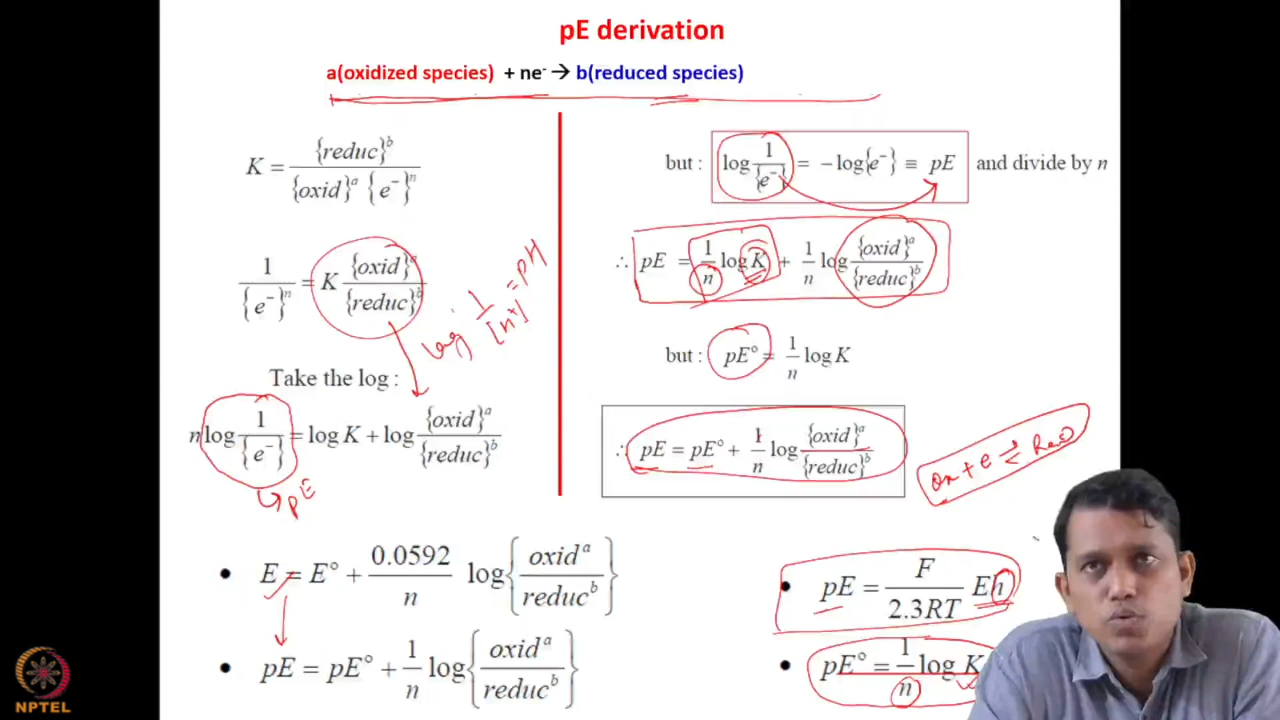 pE derivation
a(oxidized species) + ne⁻ → b(reduced species)
K = {reduc}ᵇ / {oxid}ᵃ {e⁻}ⁿ
1 / {e⁻}ⁿ = K {oxid}ᵃ / {reduc}ᵇ
log 1 / [n+] = pH
Take the log :
n log 1 / {e⁻} = log K + log {oxid}ᵃ / {reduc}ᵇ
pE
but : log 1 / {e⁻} = − log{e⁻} ≡ pE and divide by n
∴ pE = 1/n log K + 1/n log {oxid}ᵃ / {reduc}ᵇ
but : pE° = 1/n log K
∴ pE = pE° + 1/n log {oxid}ᵃ / {reduc}ᵇ
Ox + e ⇌ Red
• E = E° + 0.0592/n log {oxid ᵃ / reduc ᵇ}
• pE = pE° + 1/n log {oxid ᵃ / reduc ᵇ}
• pE = F / 2.3RT Eh
• pE° = 1/n log K
NPTEL